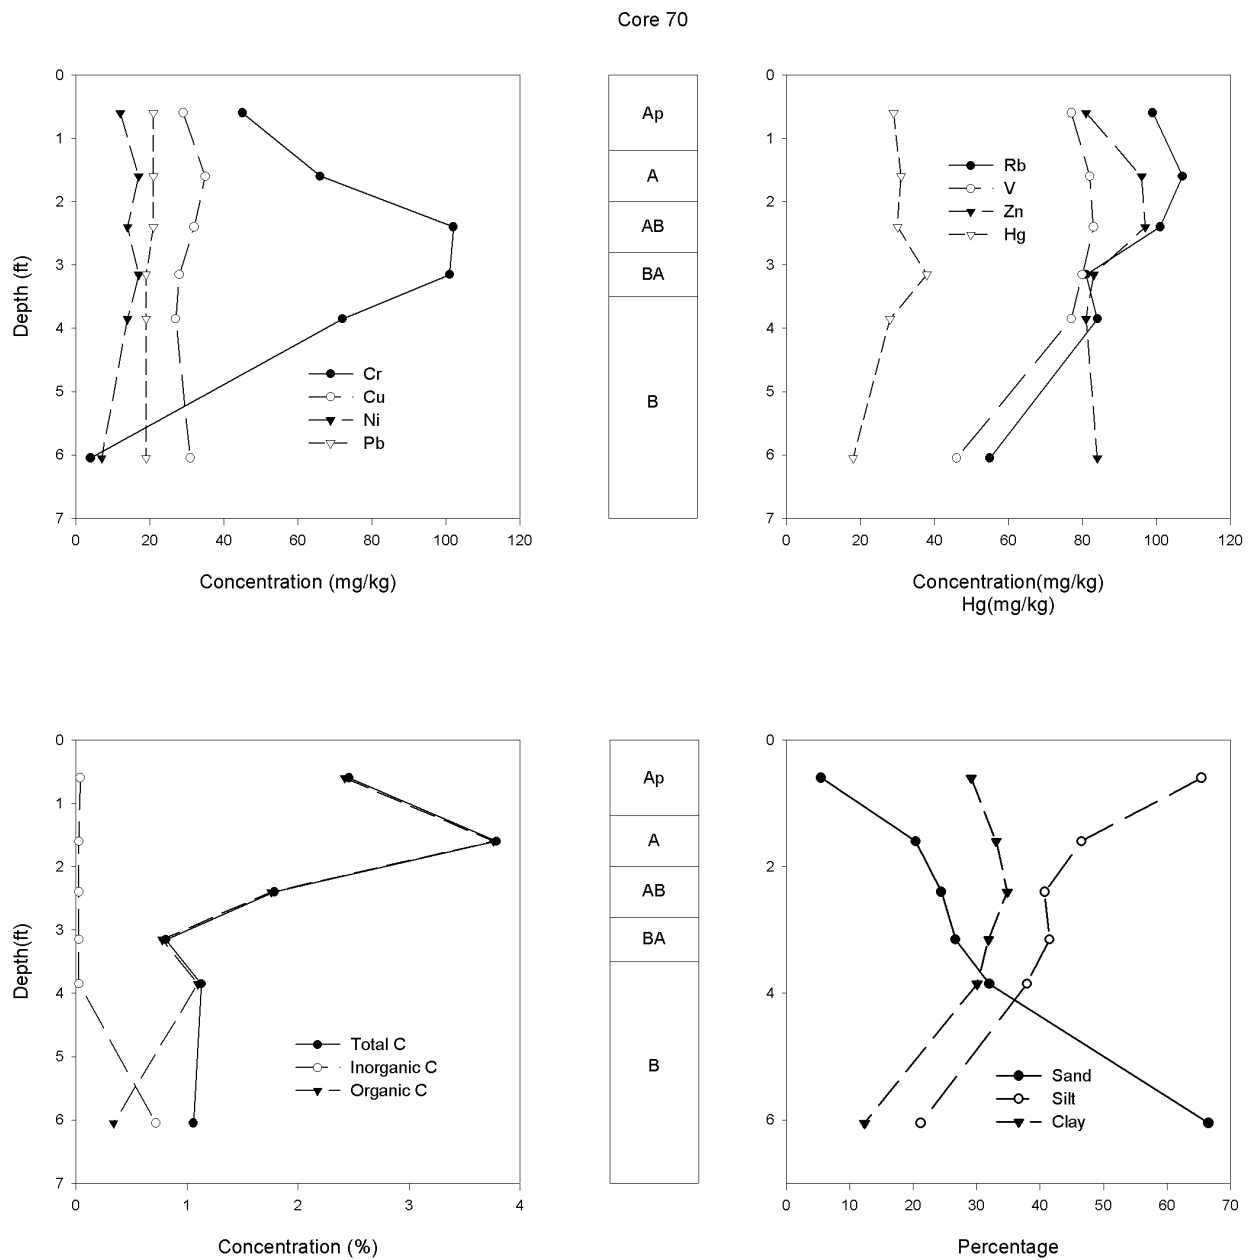 Core 70
0
1
2
3
4
5
6
7
Depth (ft)
0 20 40 60 80 100 120
Concentration (mg/kg)
Cr
Cu
Ni
Pb
Ap
A
AB
BA
B
0
1
2
3
4
5
6
7
0 20 40 60 80 100 120
Concentration(mg/kg)
Hg(mg/kg)
Rb
V
Zn
Hg
0
1
2
3
4
5
6
7
Depth(ft)
0 1 2 3 4
Concentration (%)
Total C
Inorganic C
Organic C
Ap
A
AB
BA
B
0
2
4
6
0 10 20 30 40 50 60 70
Percentage
Sand
Silt
Clay